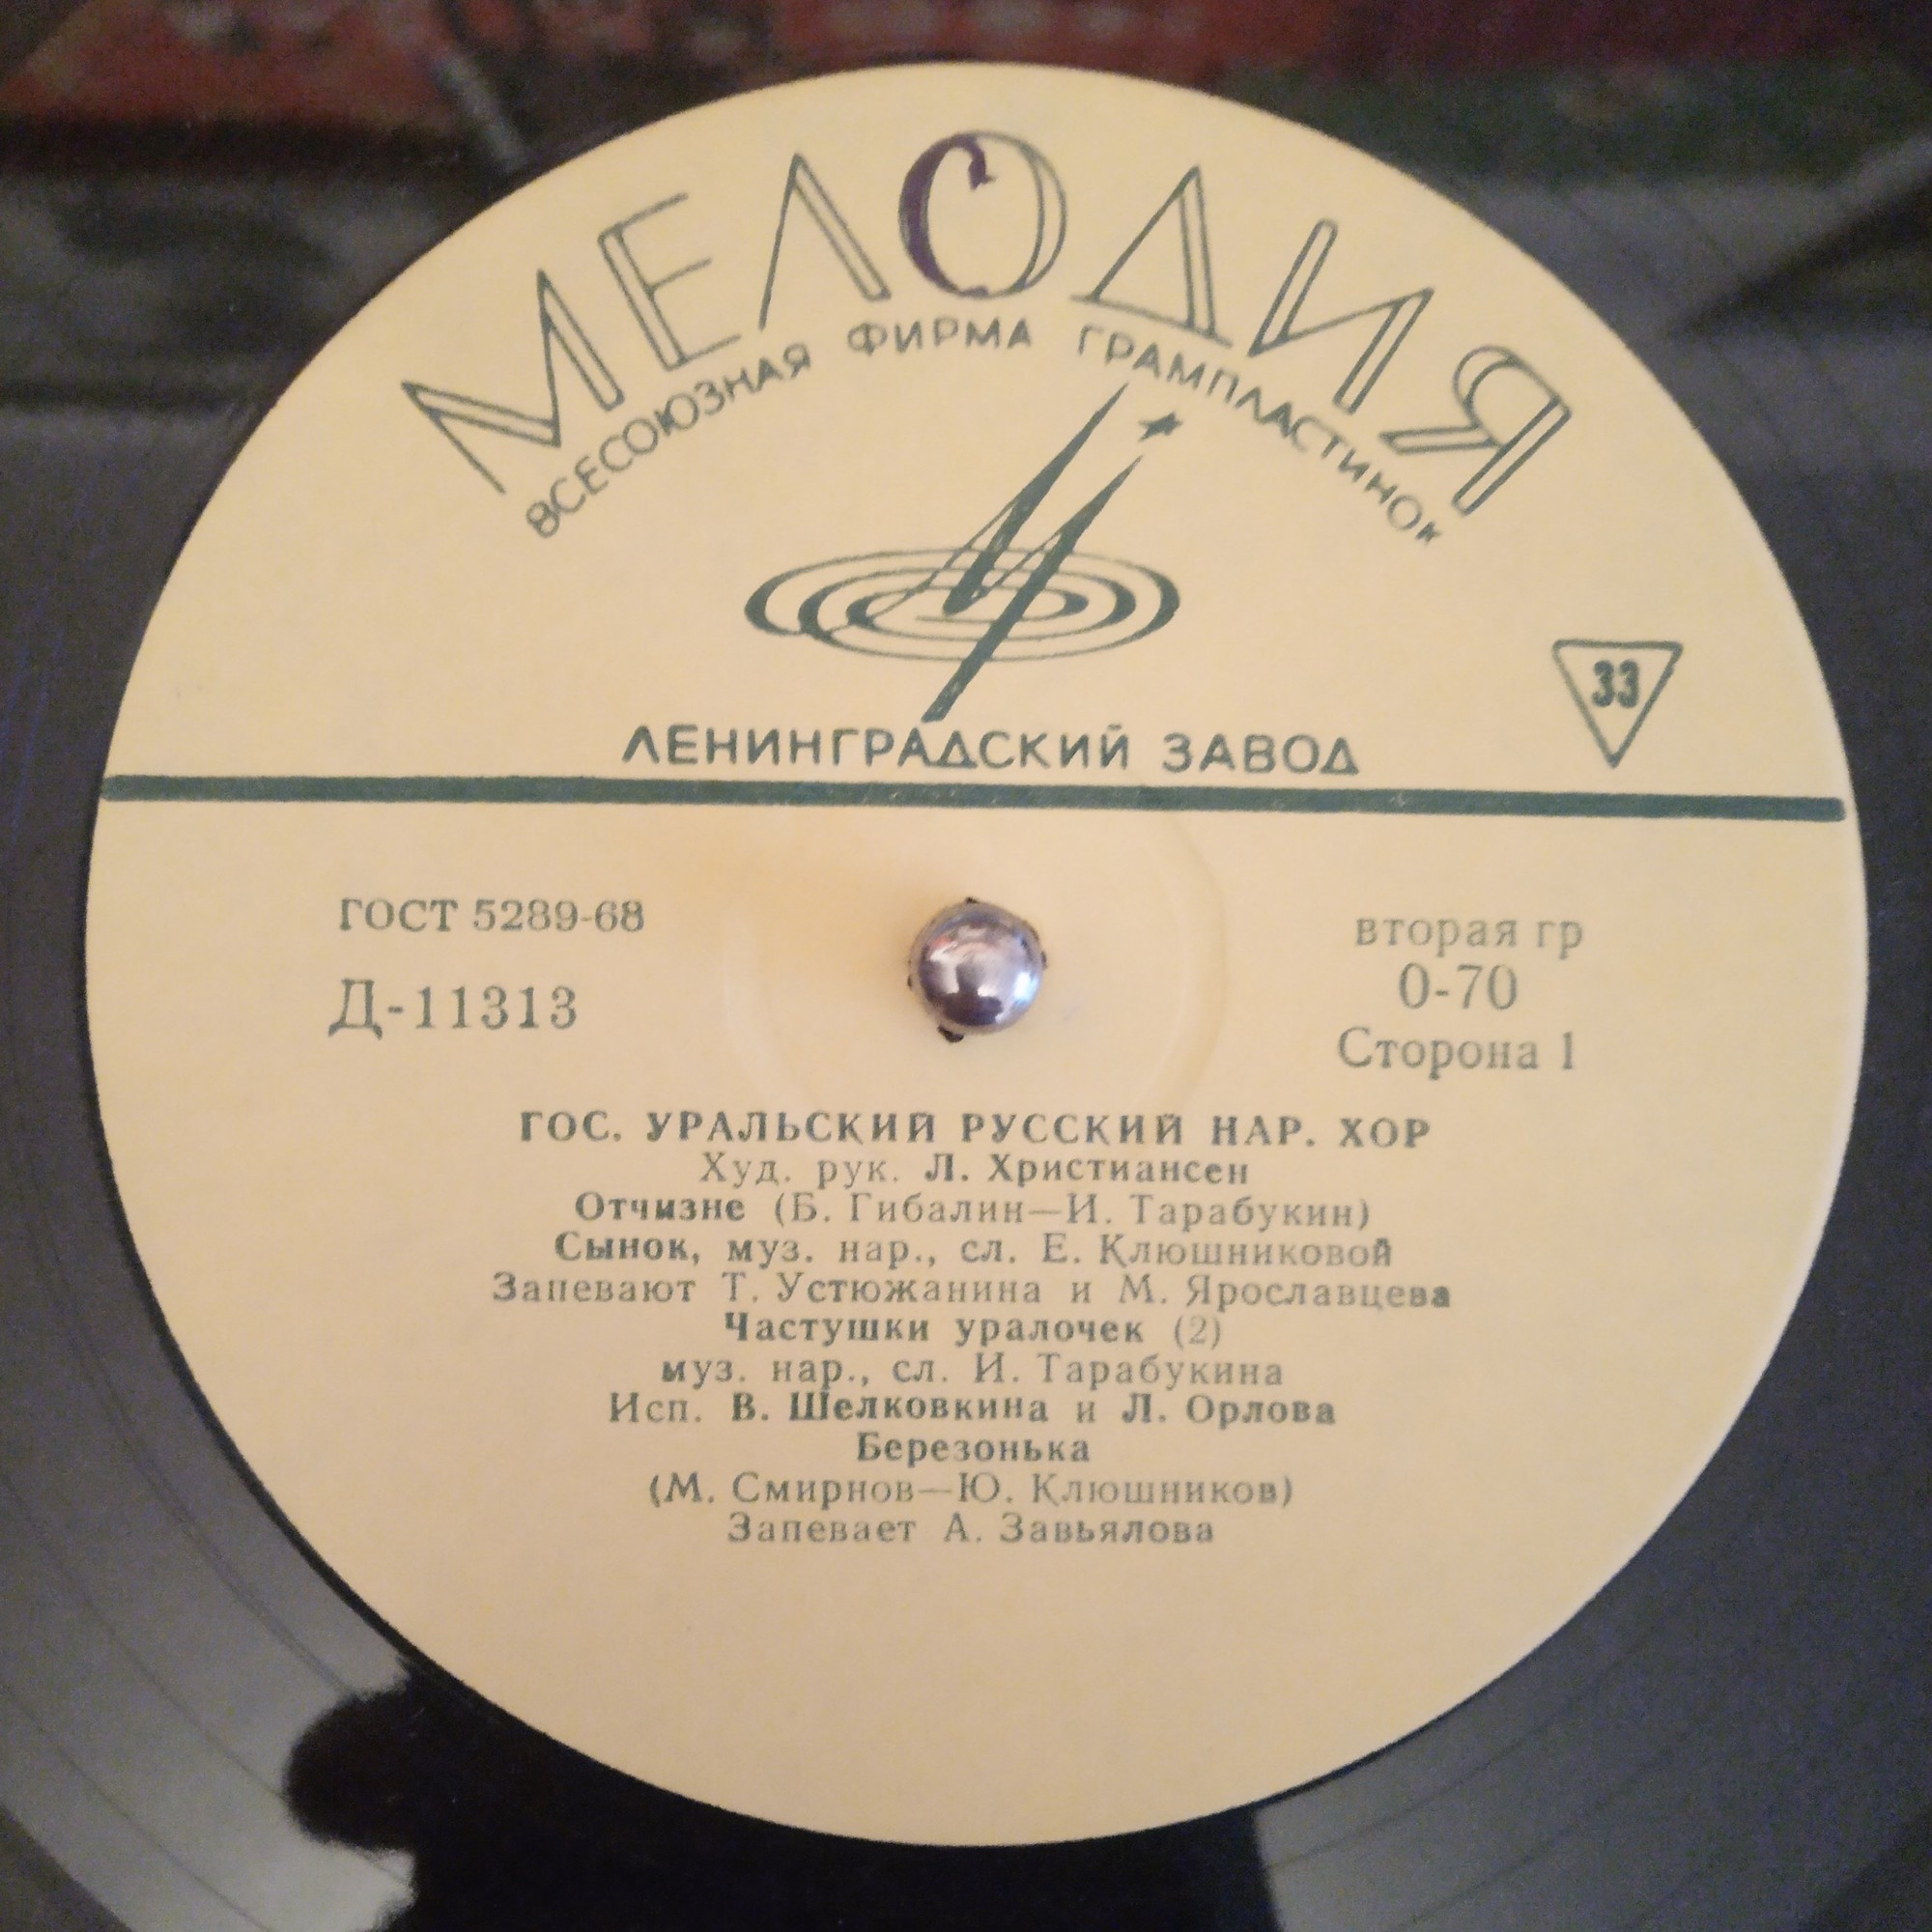 МЕЛОДИЯ
ВСЕСОЮЗНАЯ ФИРМА ГРАМПЛАСТИНОК
33
ЛЕНИНГРАДСКИЙ ЗАВОД
ГОСТ 5289-68
Д-11313
вторая гр
0-70
Сторона 1
ГОС. УРАЛЬСКИЙ РУССКИЙ НАР. ХОР
Худ. рук. Л. Христиансен
Отчизне (Б. Гибалин—И. Тарабукин)
Сынок, муз. нар., сл. Е. Клюшниковой
Запевают Т. Устюжанина и М. Ярославцева
Частушки уралочек (2)
муз. нар., сл. И. Тарабукина
Исп. В. Шелковкина и Л. Орлова
Березонька
(М. Смирнов—Ю. Клюшников)
Запевает А. Завьялова